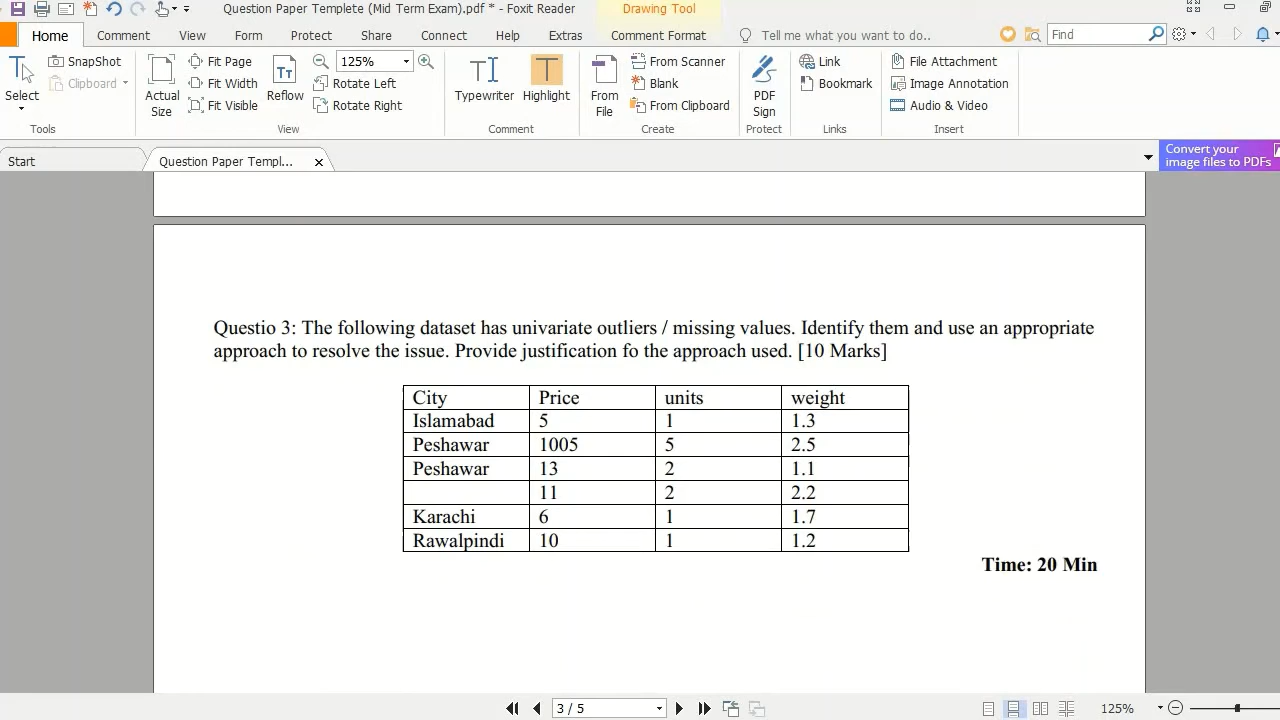 Question Paper Templete (Mid Term Exam).pdf * - Foxit Reader
Drawing Tool
Home Comment View Form Protect Share Connect Help Extras Comment Format Tell me what you want to do.. Find
Select
SnapShot
Clipboard
Tools
Actual
Size
Fit Page
Fit Width
Fit Visible
Reflow
125%
Rotate Left
Rotate Right
View
Typewriter
Highlight
Comment
From
File
From Scanner
Blank
From Clipboard
Create
PDF
Sign
Protect
Link
Bookmark
Links
File Attachment
Image Annotation
Audio & Video
Insert
Start
Question Paper Templ...
Convert your
image files to PDFs
Questio 3: The following dataset has univariate outliers / missing values. Identify them and use an appropriate
approach to resolve the issue. Provide justification fo the approach used. [10 Marks]
City Price units weight
Islamabad 5 1 1.3
Peshawar 1005 5 2.5
Peshawar 13 2 1.1
11 2 2.2
Karachi 6 1 1.7
Rawalpindi 10 1 1.2
Time: 20 Min
3 / 5
125%